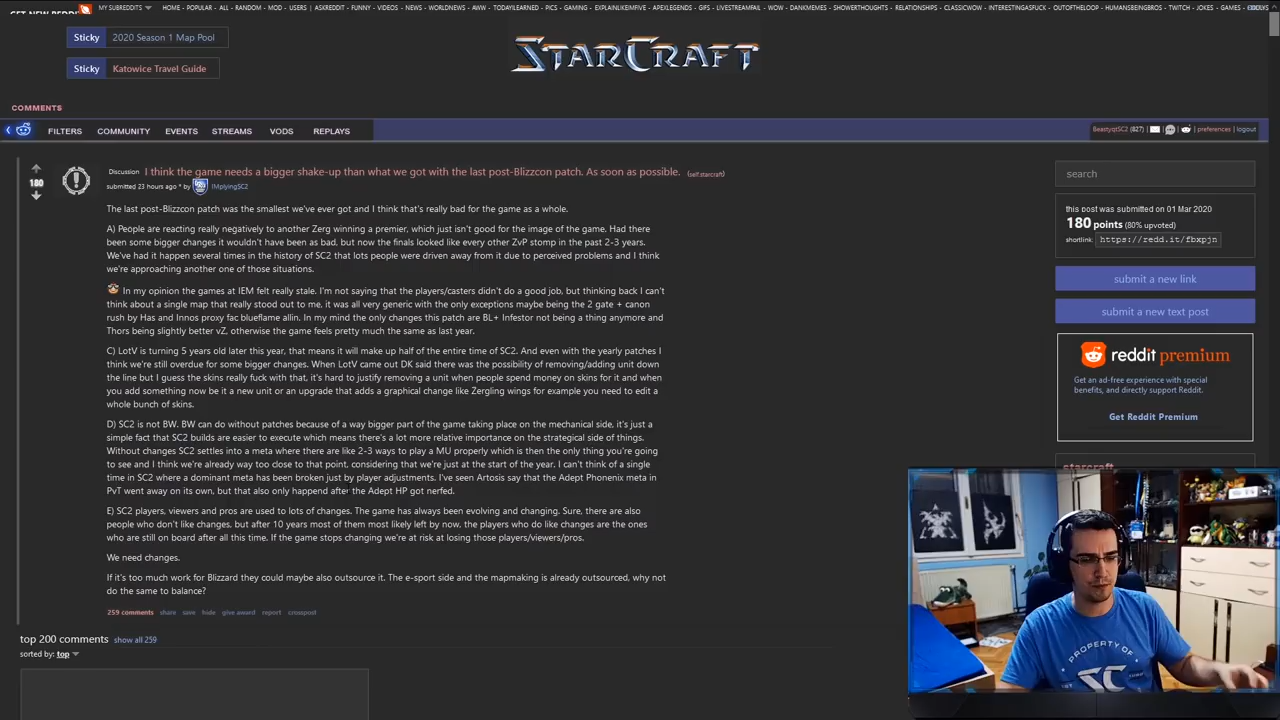 MY SUBREDDITS HOME - POPULAR - ALL - RANDOM - MOD - USERS | ASKREDDIT - FUNNY - VIDEOS - NEWS - WORLDNEWS - AWW - TODAYILEARNED - PICS - GAMING - EXPLAINLIKEIMFIVE - APEXLEGENDS - GIFS - LIVESTREAMFAIL - WOW - DANKMEMES - SHOWERTHOUGHTS - RELATIONSHIPS - CLASSICWOW - INTERESTINGASFUCK - OUTOFTHELOOP - HUMANSBEINGBROS - TWITCH - JOKES - GAMES
Sticky 2020 Season 1 Map Pool
STARCRAFT
Sticky Katowice Travel Guide
COMMENTS
FILTERS COMMUNITY EVENTS STREAMS VODS REPLAYS
BeastyqtSC2 (827) | preferences | logout
Discussion I think the game needs a bigger shake-up than what we got with the last post-Blizzcon patch. As soon as possible. (self.starcraft)
180
submitted 23 hours ago * by IMplyingSC2
The last post-Blizzcon patch was the smallest we've ever got and I think that's really bad for the game as a whole.
A) People are reacting really negatively to another Zerg winning a premier, which just isn't good for the image of the game. Had there
been some bigger changes it wouldn't have been as bad, but now the finals looked like every other ZvP stomp in the past 2-3 years.
We've had it happen several times in the history of SC2 that lots people were driven away from it due to perceived problems and I think
we're approaching another one of those situations.
In my opinion the games at IEM felt really stale. I'm not saying that the players/casters didn't do a good job, but thinking back I can't
think about a single map that really stood out to me, it was all very generic with the only exceptions maybe being the 2 gate + canon
rush by Has and Innos proxy fac blueflame allin. In my mind the only changes this patch are BL+ Infestor not being a thing anymore and
Thors being slightly better vZ, otherwise the game feels pretty much the same as last year.
C) LotV is turning 5 years old later this year, that means it will make up half of the entire time of SC2. And even with the yearly patches I
think we're still overdue for some bigger changes. When LotV came out DK said there was the possibility of removing/adding unit down
the line but I guess the skins really fuck with that, it's hard to justify removing a unit when people spend money on skins for it and when
you add something now be it a new unit or an upgrade that adds a graphical change like Zergling wings for example you need to edit a
whole bunch of skins.
D) SC2 is not BW. BW can do without patches because of a way bigger part of the game taking place on the mechanical side, it's just a
simple fact that SC2 builds are easier to execute which means there's a lot more relative importance on the strategical side of things.
Without changes SC2 settles into a meta where there are like 2-3 ways to play a MU properly which is then the only thing you're going
to see and I think we're already way too close to that point, considering that we're just at the start of the year. I can't think of a single
time in SC2 where a dominant meta has been broken just by player adjustments. I've seen Artosis say that the Adept Phonenix meta in
PvT went away on its own, but that also only happend after the Adept HP got nerfed.
E) SC2 players, viewers and pros are used to lots of changes. The game has always been evolving and changing. Sure, there are also
people who don't like changes, but after 10 years most of them most likely left by now, the players who do like changes are the ones
who are still on board after all this time. If the game stops changing we're at risk at losing those players/viewers/pros.
We need changes.
If it's too much work for Blizzard they could maybe also outsource it. The e-sport side and the mapmaking is already outsourced, why not
do the same to balance?
259 comments share save hide give award report crosspost
top 200 comments show all 259
sorted by: top
search
this post was submitted on 01 Mar 2020
180 points (80% upvoted)
shortlink: https://redd.it/fbxpjn
submit a new link
submit a new text post
reddit premium
Get an ad-free experience with special
benefits, and directly support Reddit.
Get Reddit Premium
starcraft
PROPERTY OF
SC